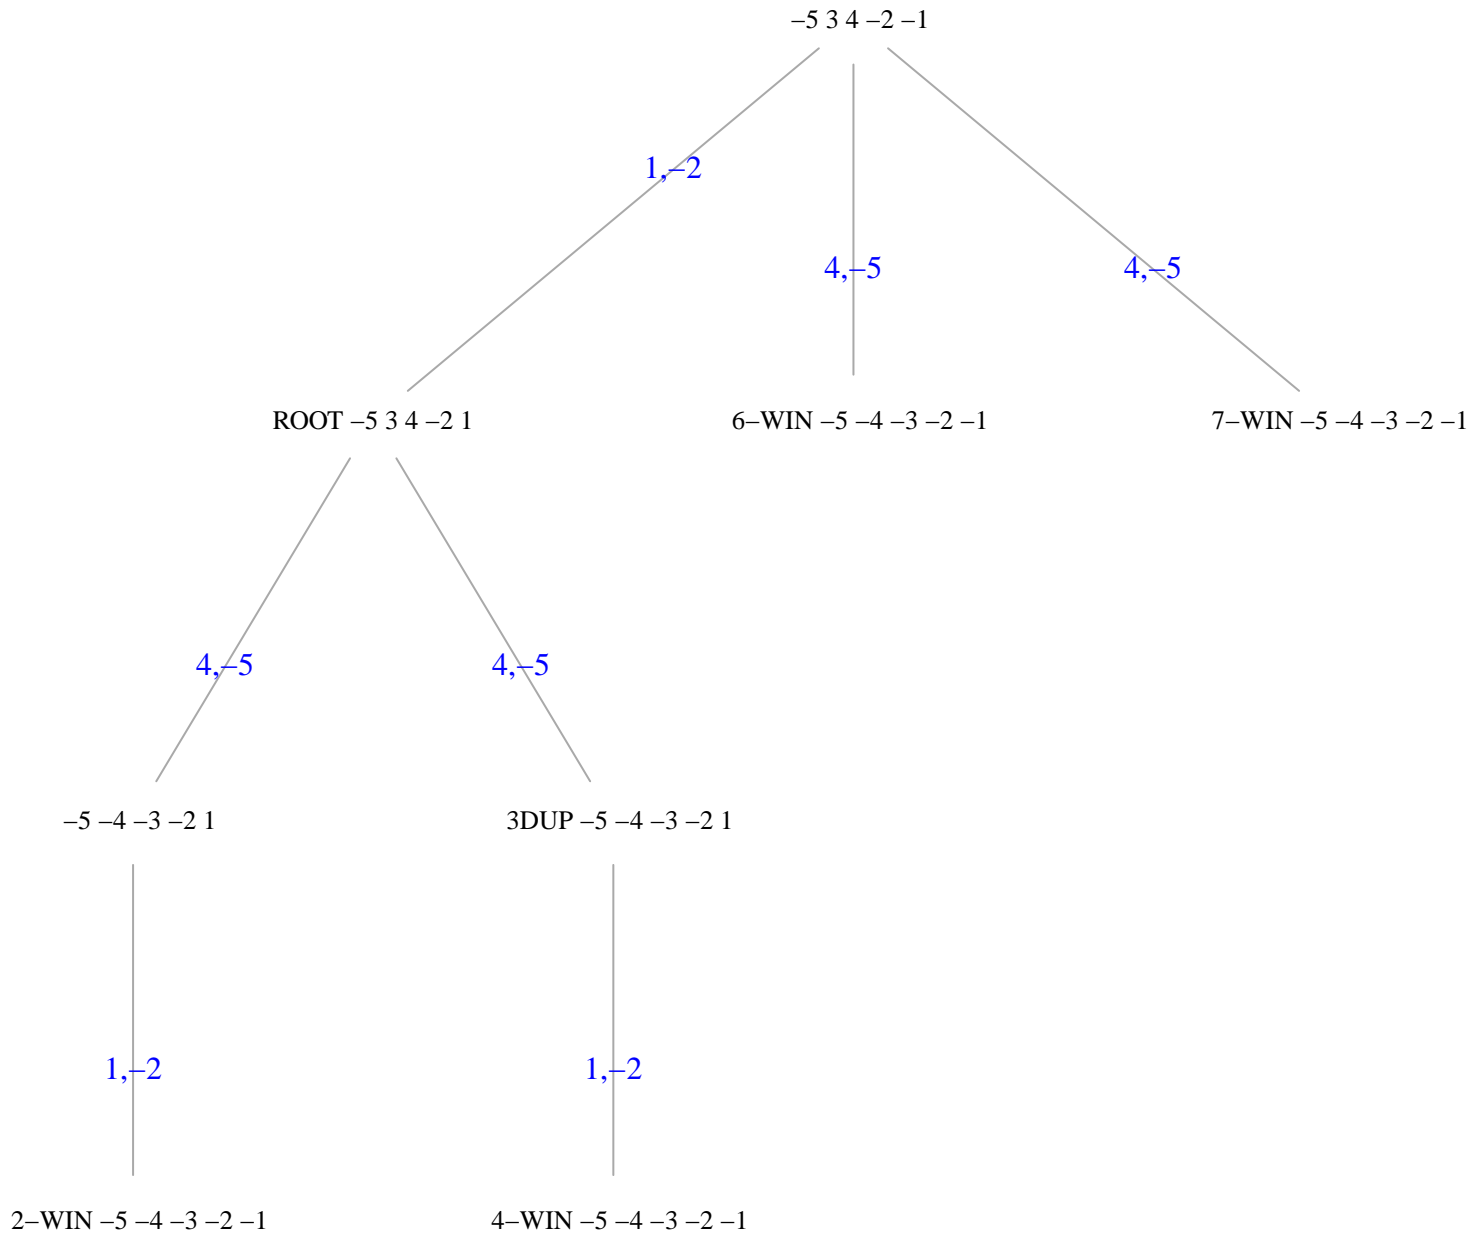 –5 3 4 –2 –1
1,–2
4,–5
4,–5
ROOT –5 3 4 –2 1
6–WIN –5 –4 –3 –2 –1
7–WIN –5 –4 –3 –2 –1
4,–5
4,–5
–5 –4 –3 –2 1
3DUP –5 –4 –3 –2 1
1,–2
1,–2
2–WIN –5 –4 –3 –2 –1
4–WIN –5 –4 –3 –2 –1